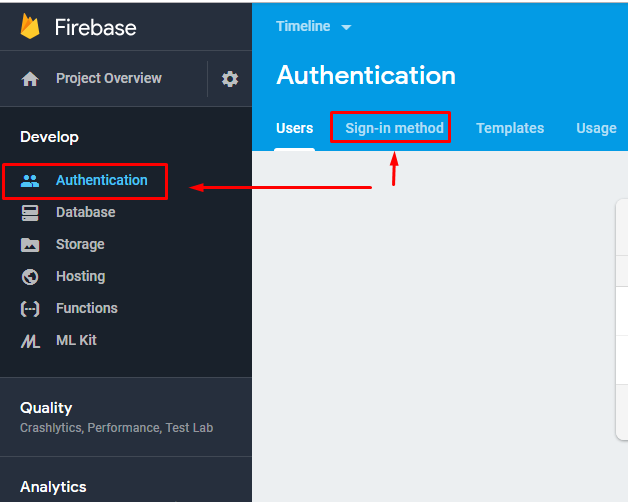 Firebase
Project Overview
Develop
Authentication
Database
Storage
Hosting
Functions
ML Kit
Quality
Crashlytics, Performance, Test Lab
Analytics
Timeline
Authentication
Users Sign-in method Templates Usage